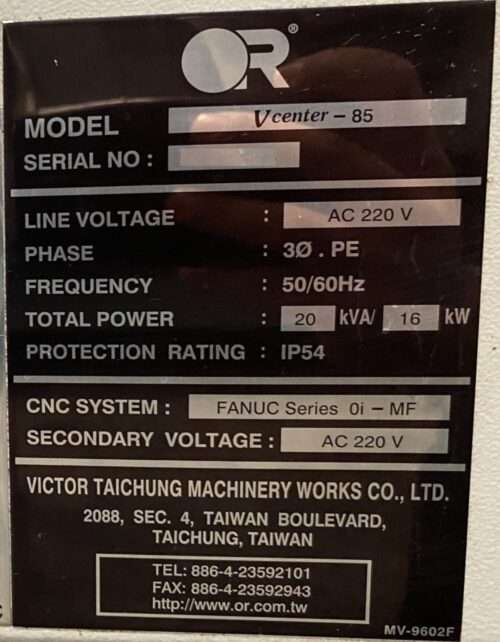 OR®
MODEL Vcenter – 85
SERIAL NO :
LINE VOLTAGE : AC 220 V
PHASE : 3Ø . PE
FREQUENCY : 50/60Hz
TOTAL POWER : 20 kVA/ 16 kW
PROTECTION RATING : IP54
CNC SYSTEM : FANUC Series 0i – MF
SECONDARY VOLTAGE : AC 220 V
VICTOR TAICHUNG MACHINERY WORKS CO., LTD.
2088, SEC. 4, TAIWAN BOULEVARD,
TAICHUNG, TAIWAN
TEL: 886-4-23592101
FAX: 886-4-23592943
http://www.or.com.tw
MV-9602F